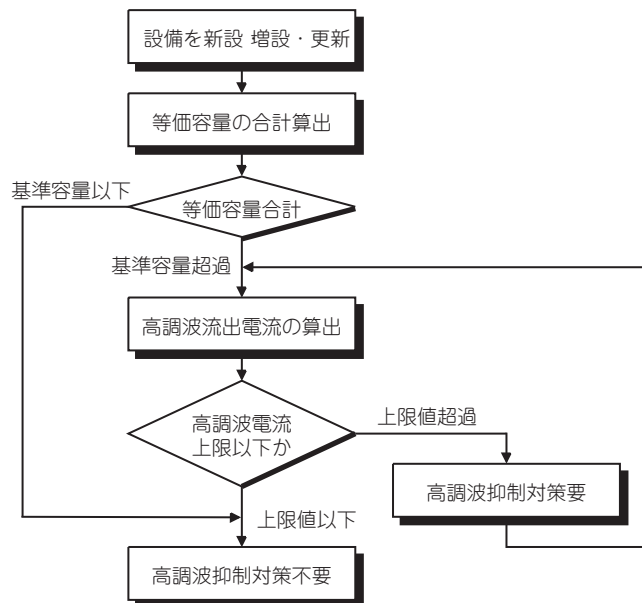 設備を新設 増設・更新
等価容量の合計算出
基準容量以下
等価容量合計
基準容量超過
高調波流出電流の算出
高調波電流
上限以下か
上限値超過
高調波抑制対策要
上限値以下
高調波抑制対策不要